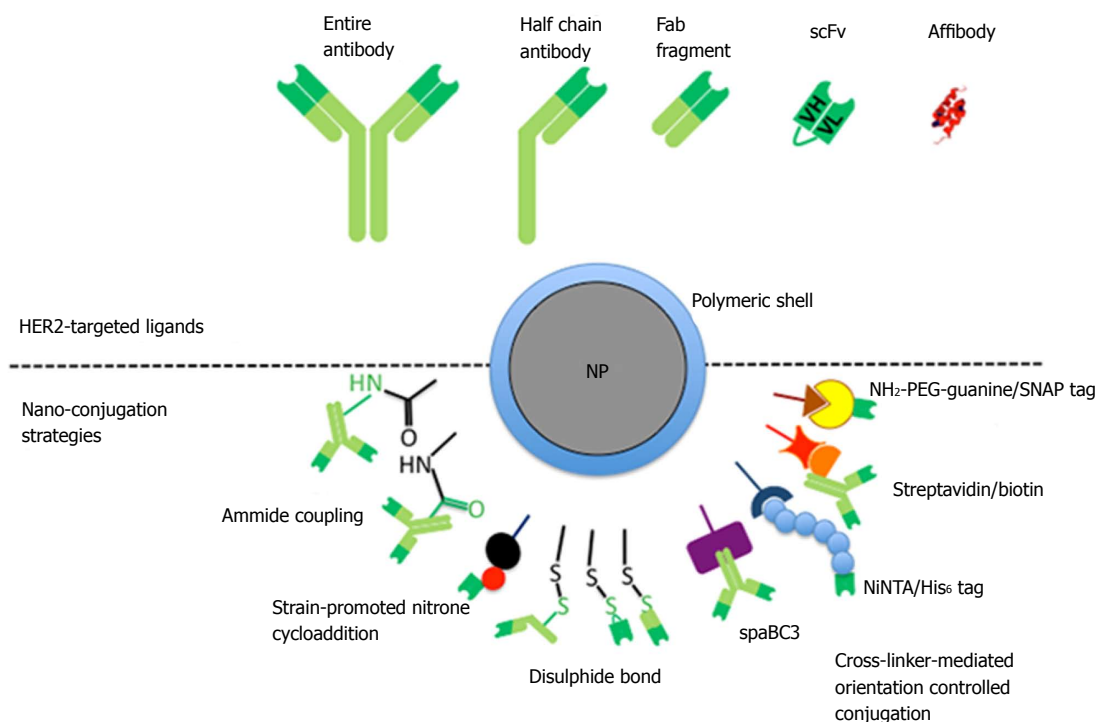 Entire
antibody
Half chain
antibody
Fab
fragment
scFv
Affibody
VH
VL
Polymeric shell
HER2-targeted ligands
NP
Nano-conjugation
strategies
HN
O
HN
O
Ammide coupling
Strain-promoted nitrone
cycloaddition
S
S
S
S
S
S
Disulphide bond
NH₂-PEG-guanine/SNAP tag
Streptavidin/biotin
NiNTA/His₆ tag
spaBC3
Cross-linker-mediated
orientation controlled
conjugation